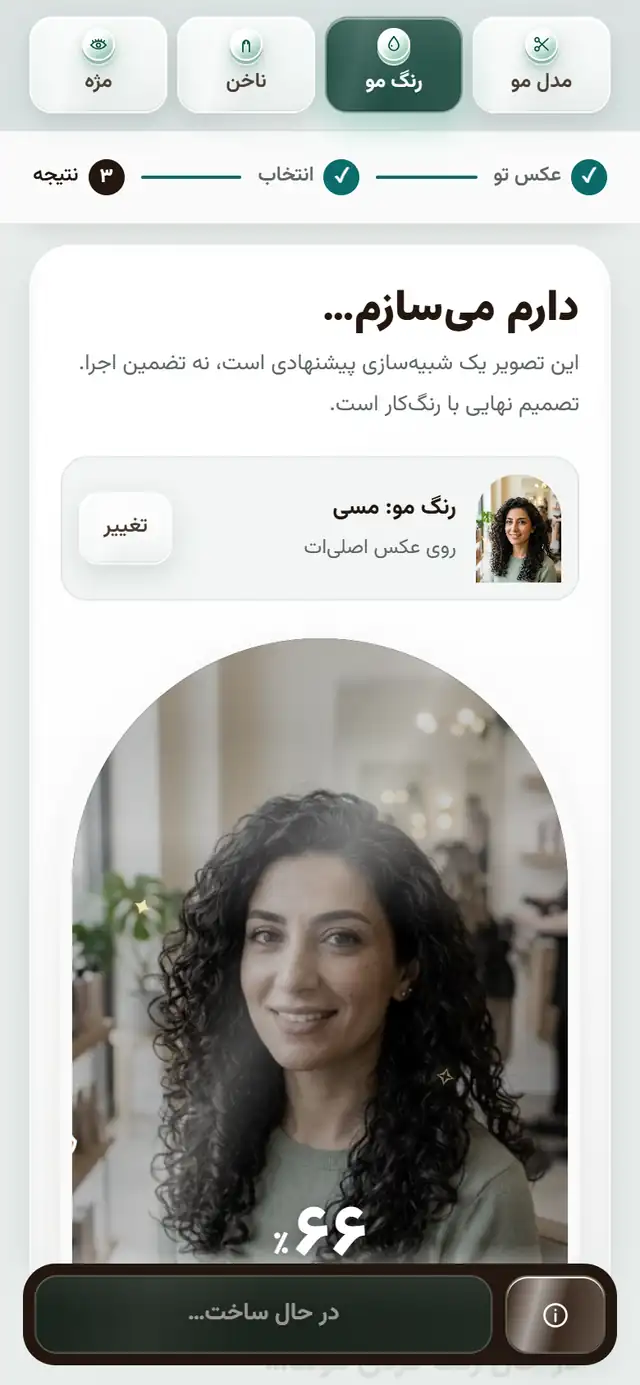 مدل مو
رنگ مو
ناخن
مژه
عکس تو
انتخاب
۳ نتیجه
دارم می‌سازم...
این تصویر یک شبیه‌سازی پیشنهادی است، نه تضمین اجرا.
تصمیم نهایی با رنگ‌کار است.
رنگ مو: مسی
روی عکس اصلی‌ات
تغییر
۶۶٪
در حال ساخت...